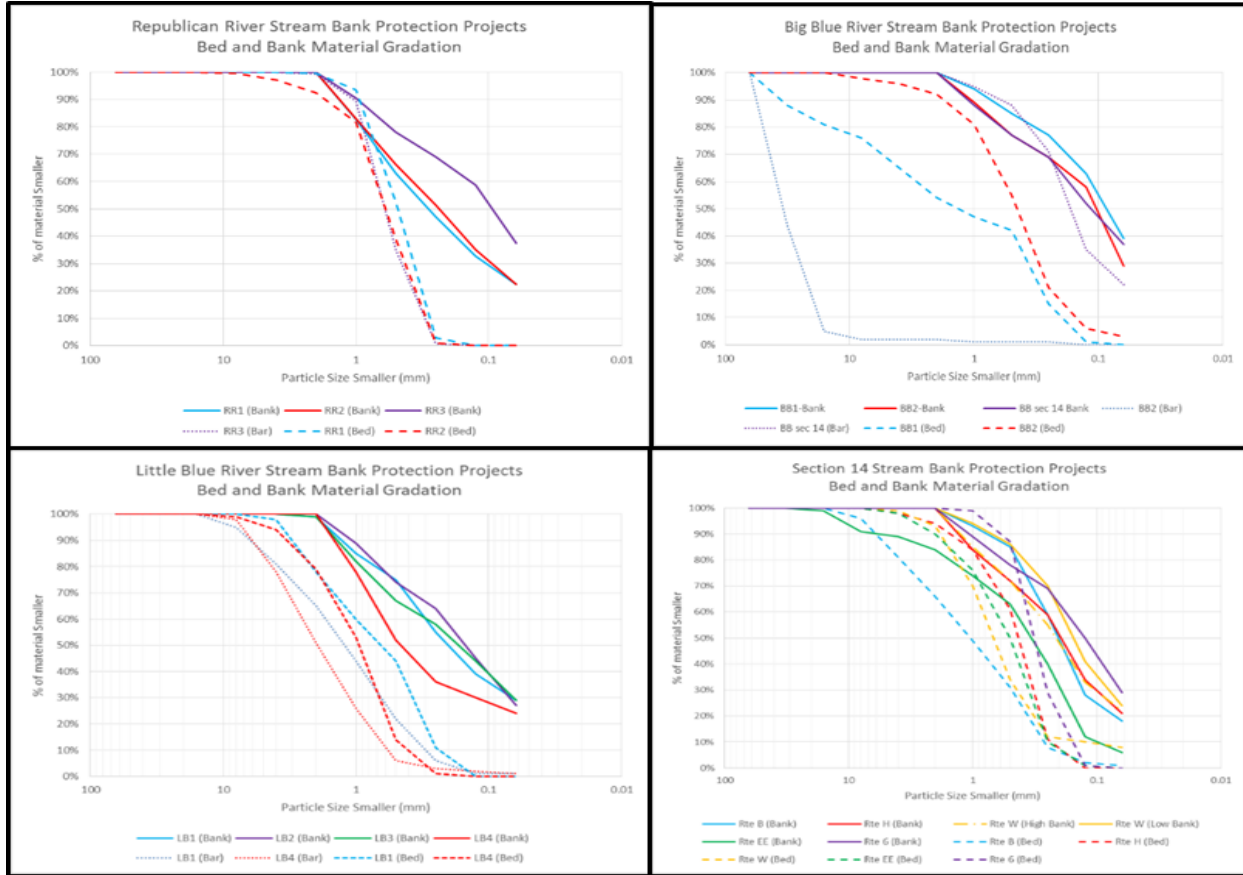 Republican River Stream Bank Protection Projects
Bed and Bank Material Gradation
100%
90%
80%
70%
60%
50%
40%
30%
20%
10%
0%
% of material Smaller
100 10 1 0.1 0.01
Particle Size Smaller (mm)
RR1 (Bank) RR2 (Bank) RR3 (Bank)
RR3 (Bar) RR1 (Bed) RR2 (Bed)
Big Blue River Stream Bank Protection Projects
Bed and Bank Material Gradation
100%
90%
80%
70%
60%
50%
40%
30%
20%
10%
0%
% of material Smaller
100 10 1 0.1 0.01
Particle Size Smaller (mm)
BB1-Bank BB2-Bank BB sec 14 Bank BB2 (Bar)
BB sec 14 (Bar) BB1 (Bed) BB2 (Bed)
Little Blue River Stream Bank Protection Projects
Bed and Bank Material Gradation
100%
90%
80%
70%
60%
50%
40%
30%
20%
10%
0%
% of material Smaller
100 10 1 0.1 0.01
Particle Size Smaller (mm)
LB1 (Bank) LB2 (Bank) LB3 (Bank) LB4 (Bank)
LB1 (Bar) LB4 (Bar) LB1 (Bed) LB4 (Bed)
Section 14 Stream Bank Protection Projects
Bed and Bank Material Gradation
100%
90%
80%
70%
60%
50%
40%
30%
20%
10%
0%
% of material Smaller
100 10 1 0.1 0.01
Particle Size Smaller (mm)
Rte B (Bank) Rte H (Bank) Rte W (High Bank) Rte W (Low Bank)
Rte EE (Bank) Rte 6 (Bank) Rte B (Bed) Rte H (Bed)
Rte W (Bed) Rte EE (Bed) Rte 6 (Bed)